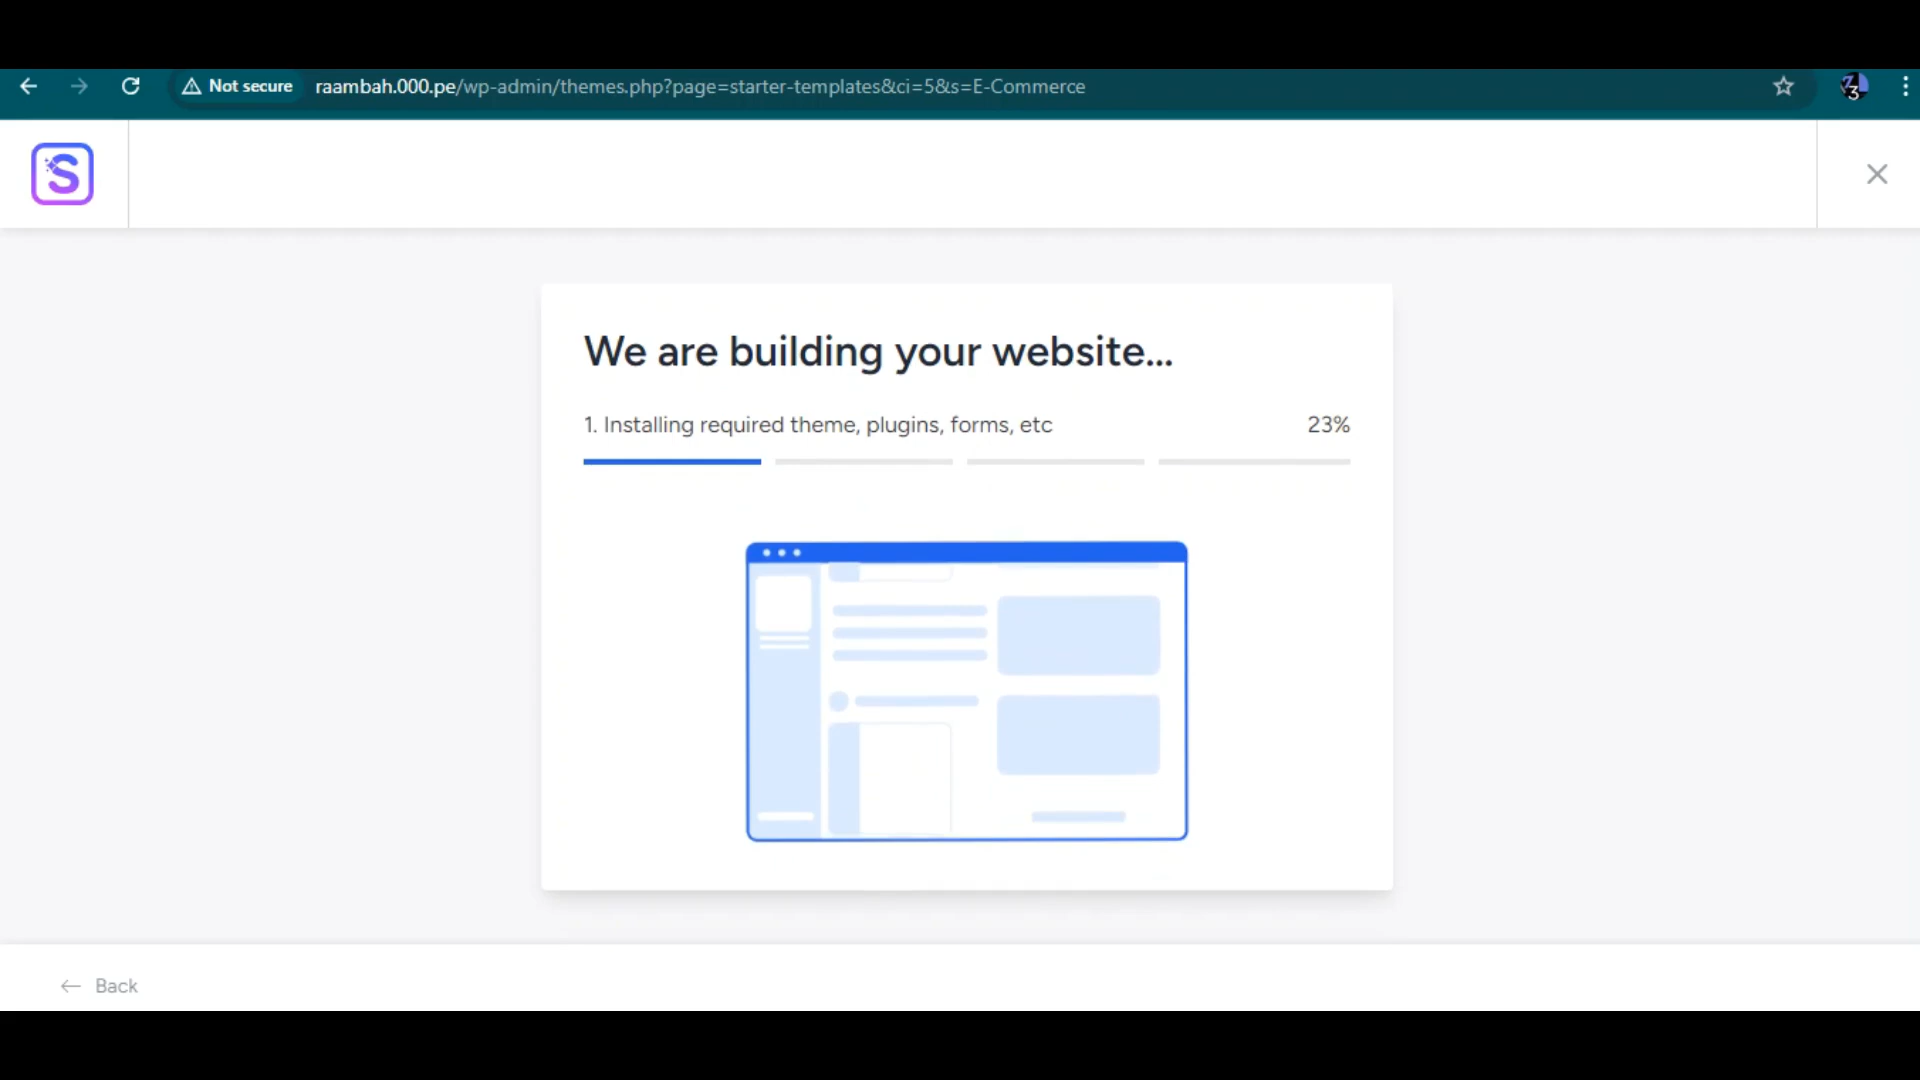 Not secure raambah.000.pe/wp-admin/themes.php?page=starter-templates&ci=5&s=E-Commerce
3
S
We are building your website...
1. Installing required theme, plugins, forms, etc 23%
Back